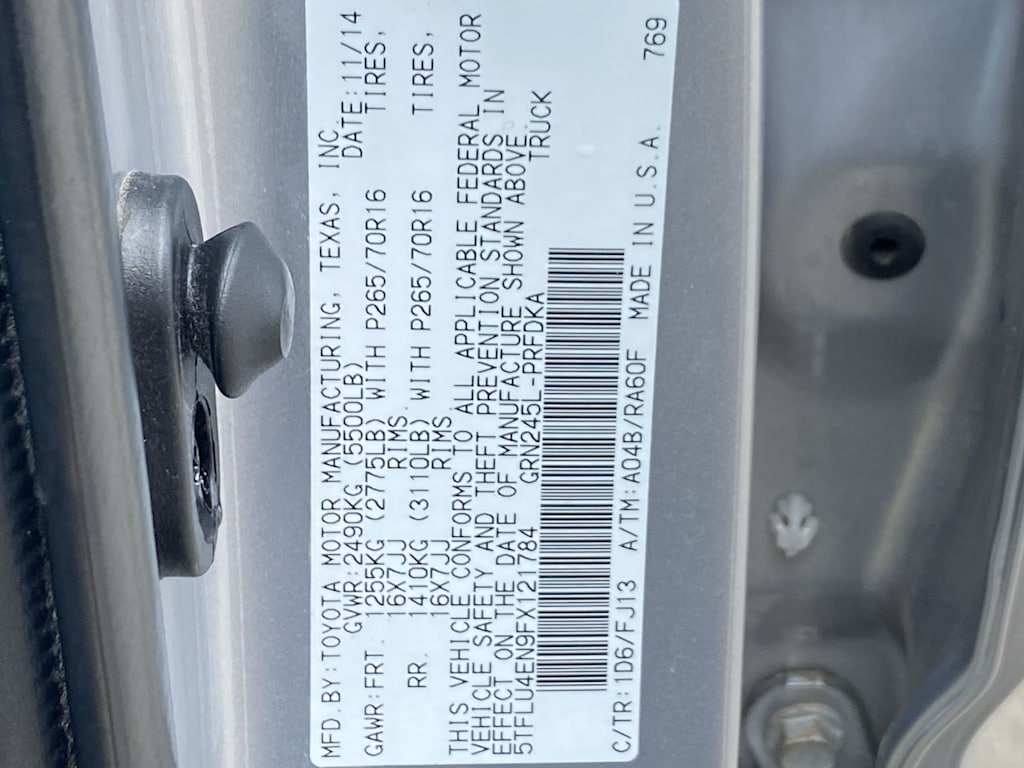 MFD.BY:TOYOTA MOTOR MANUFACTURING, TEXAS, INC.
GVWR:2490KG (5500LB) DATE:11/14
GAWR:FRT. 1255KG (2775LB) WITH P265/70R16 TIRES,
16X7JJ RIMS.
RR. 1410KG (3110LB) WITH P265/70R16 TIRES,
16X7JJ RIMS
THIS VEHICLE CONFORMS TO ALL APPLICABLE FEDERAL MOTOR
VEHICLE SAFETY AND THEFT PREVENTION STANDARDS IN
EFFECT ON THE DATE OF MANUFACTURE SHOWN ABOVE.
5TFLU4EN9FX121784 GRN245L-PRFDKA TRUCK
C/TR:1D6/FJ13 A/TM:A04B/RA60F MADE IN U.S.A. 769